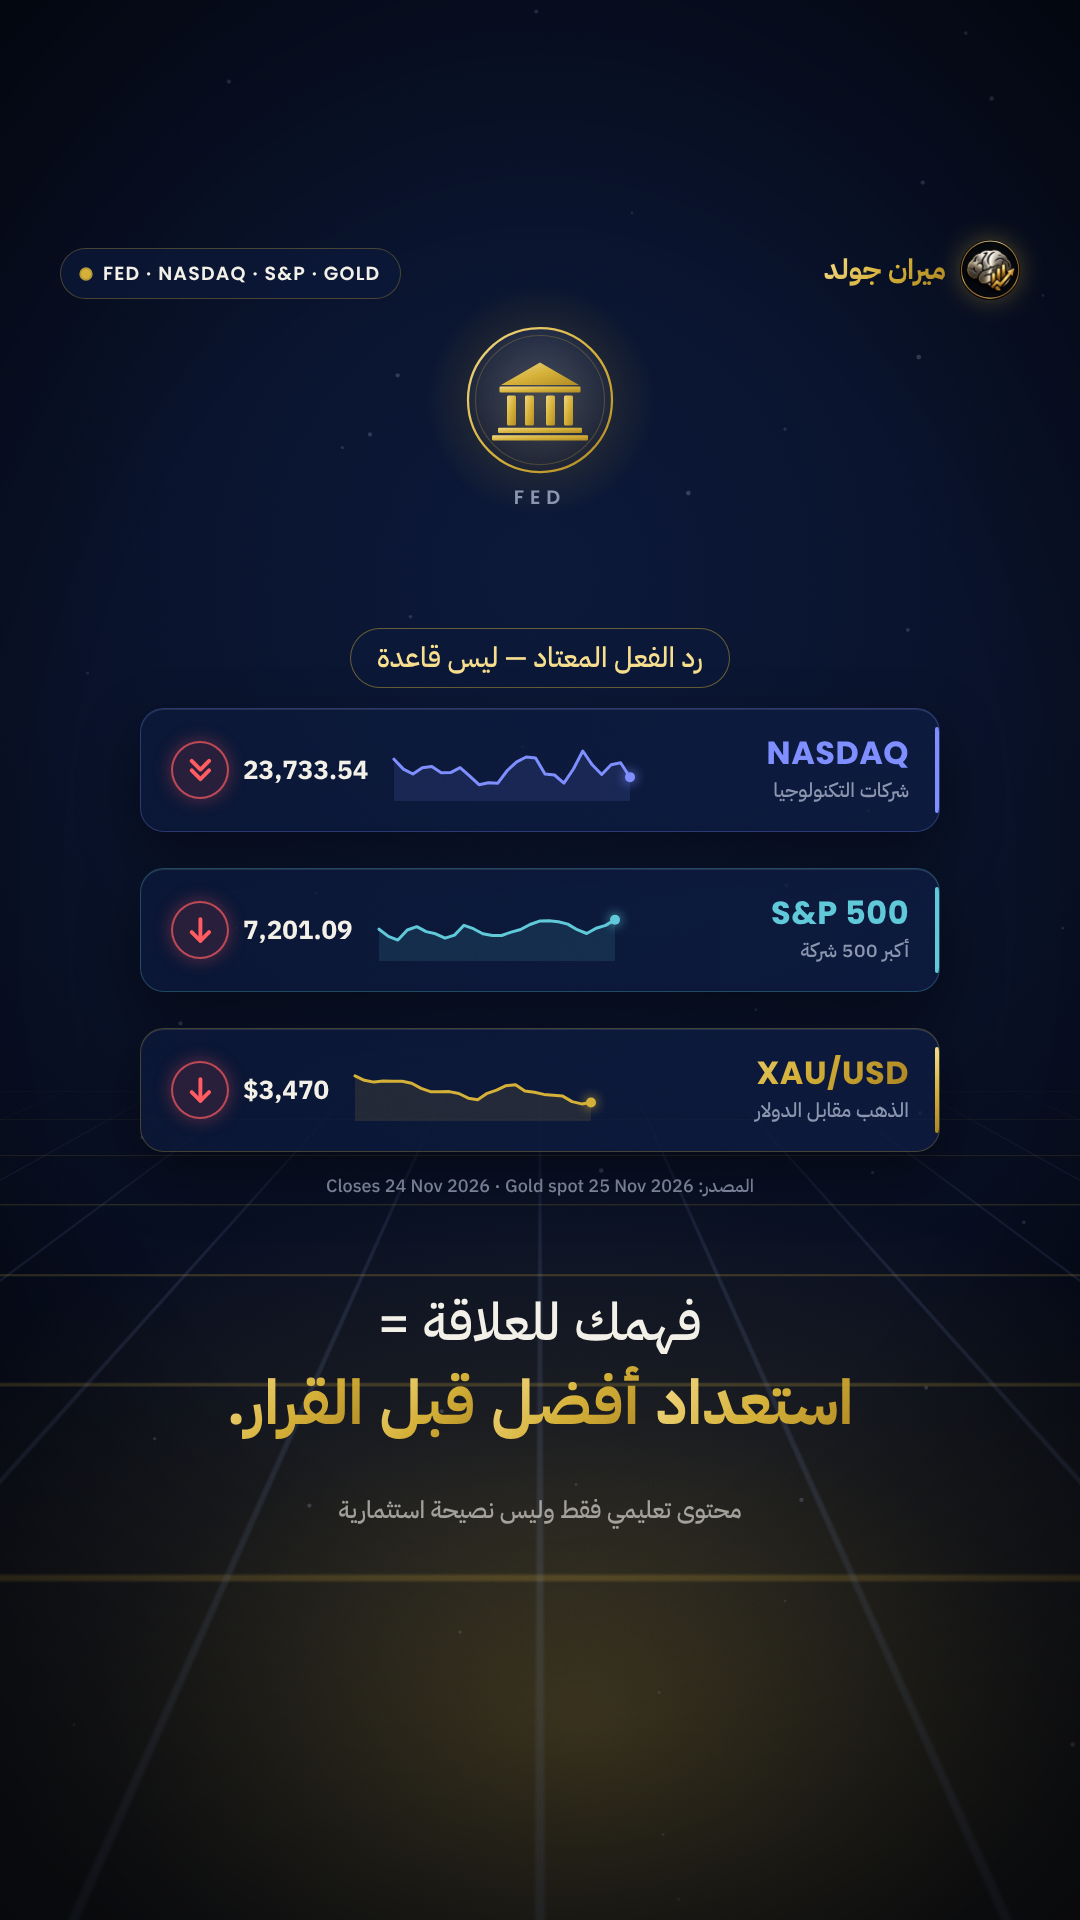 FED · NASDAQ · S&P · GOLD
ميران جولد
FED
رد الفعل المعتاد — ليس قاعدة
NASDAQ
شركات التكنولوجيا
23,733.54
S&P 500
أكبر 500 شركة
7,201.09
XAU/USD
الذهب مقابل الدولار
$3,470
المصدر: Closes 24 Nov 2026 · Gold spot 25 Nov 2026
فهمك للعلاقة =
استعداد أفضل قبل القرار.
محتوى تعليمي فقط وليس نصيحة استثمارية